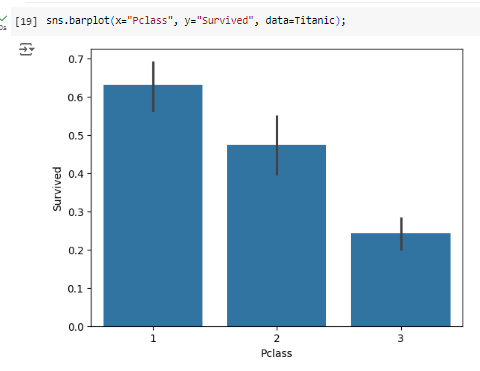 [19] sns.barplot(x="Pclass", y="Survived", data=Titanic);
0s
0.7
0.6
0.5
0.4
0.3
0.2
0.1
0.0
Survived
1 2 3
Pclass